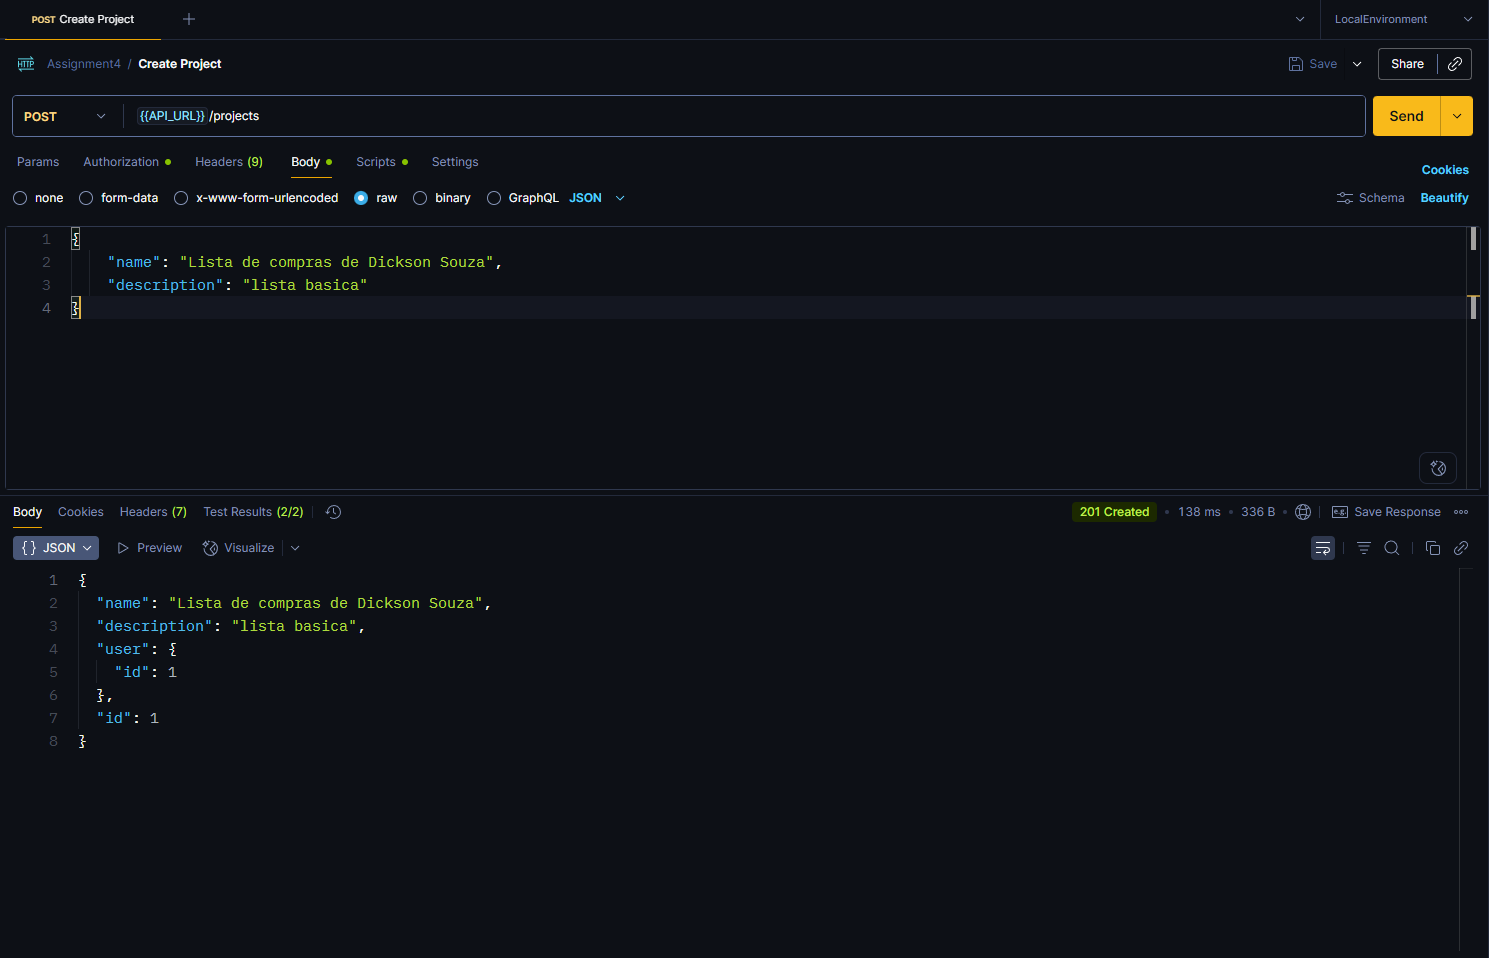 POST Create Project
LocalEnvironment
HTTP Assignment4 / Create Project
Save
Share
POST
{{API_URL}} /projects
Send
Params Authorization Headers (9) Body Scripts Settings
Cookies
none form-data x-www-form-urlencoded raw binary GraphQL JSON
Schema Beautify
1 {
2 "name": "Lista de compras de Dickson Souza",
3 "description": "lista basica"
4 }
Body Cookies Headers (7) Test Results (2/2)
201 Created • 138 ms • 336 B •
e.g. Save Response
{} JSON Preview Visualize
1 {
2 "name": "Lista de compras de Dickson Souza",
3 "description": "lista basica",
4 "user": {
5 "id": 1
6 },
7 "id": 1
8 }